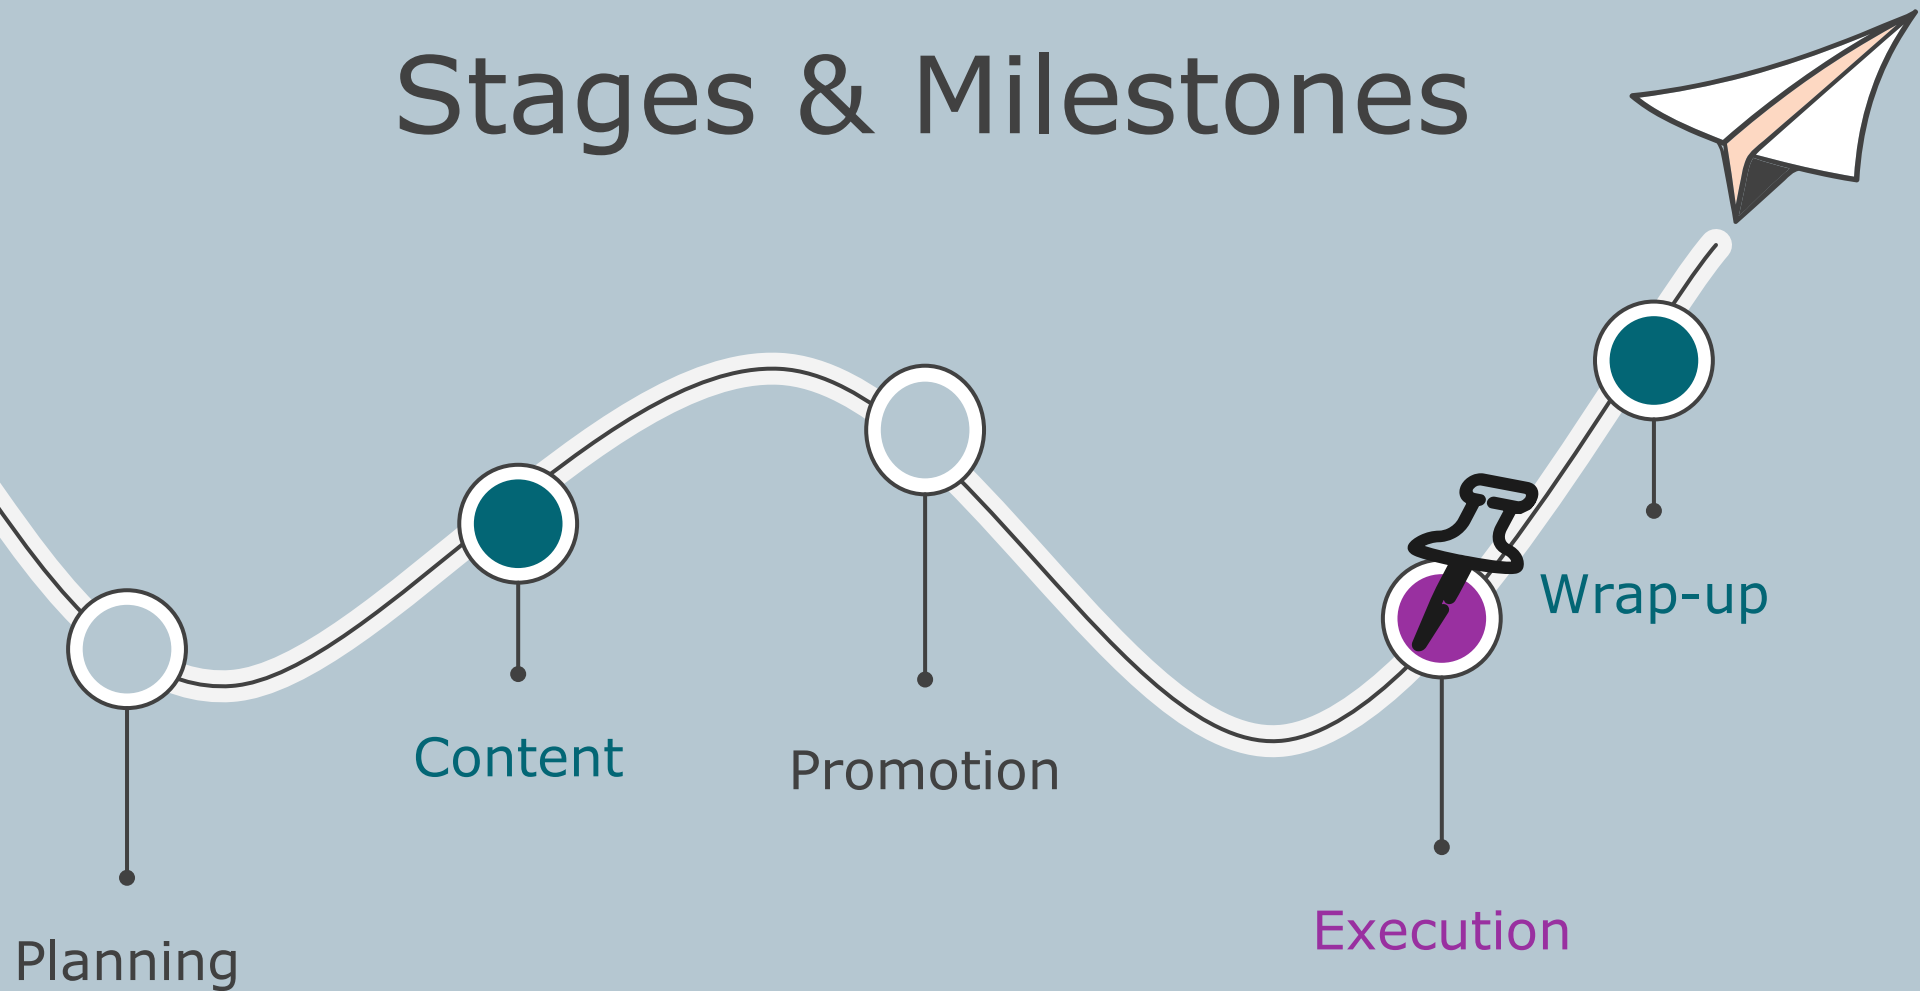 Stages & Milestones
Planning
Content
Promotion
Execution
Wrap-up